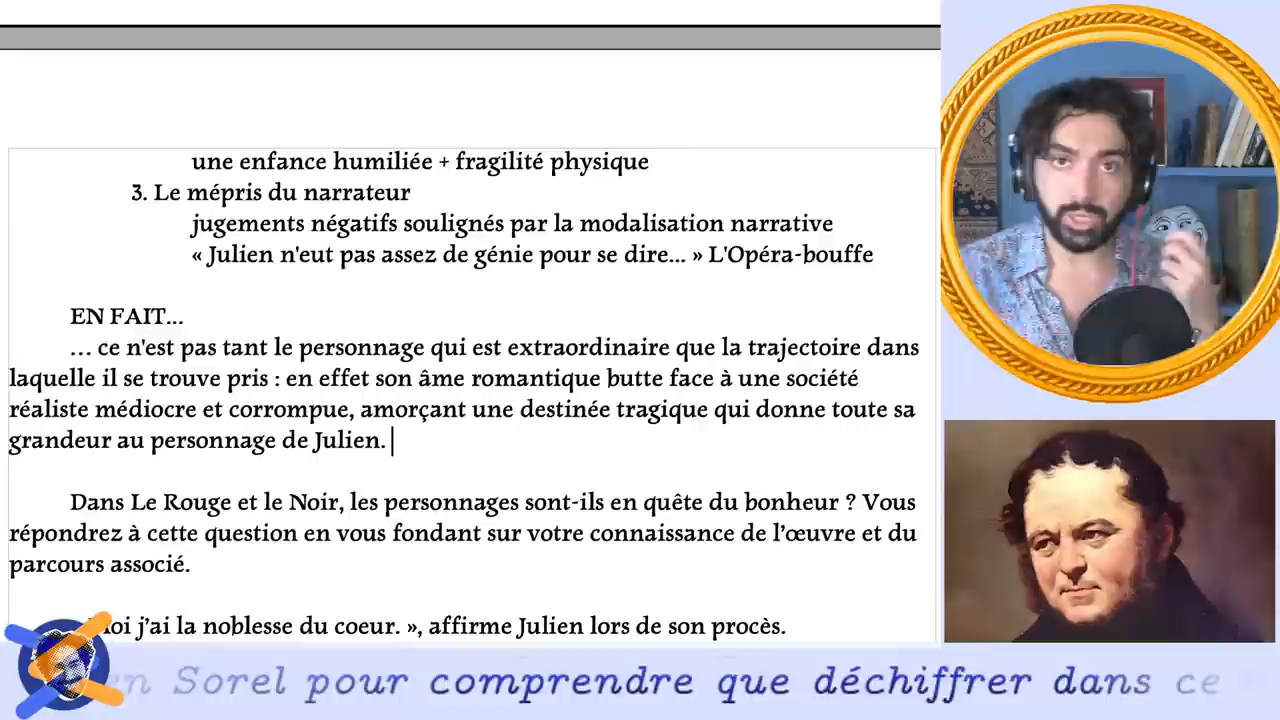 une enfance humiliée + fragilité physique
3. Le mépris du narrateur
jugements négatifs soulignés par la modalisation narrative
« Julien n'eut pas assez de génie pour se dire... » L'Opéra-bouffe
EN FAIT...
... ce n'est pas tant le personnage qui est extraordinaire que la trajectoire dans
laquelle il se trouve pris : en effet son âme romantique butte face à une société
réaliste médiocre et corrompue, amorçant une destinée tragique qui donne toute sa
grandeur au personnage de Julien.
Dans Le Rouge et le Noir, les personnages sont-ils en quête du bonheur ? Vous
répondrez à cette question en vous fondant sur votre connaissance de l’œuvre et du
parcours associé.
j’ai la noblesse du coeur. », affirme Julien lors de son procès.
Sorel pour comprendre que déchiffrer dans ce